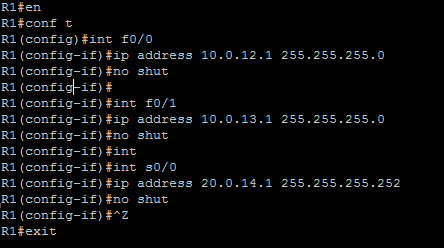 R1#en
R1#conf t
R1(config)#int f0/0
R1(config-if)#ip address 10.0.12.1 255.255.255.0
R1(config-if)#no shut
R1(config-if)#
R1(config-if)#int f0/1
R1(config-if)#ip address 10.0.13.1 255.255.255.0
R1(config-if)#no shut
R1(config-if)#int
R1(config-if)#int s0/0
R1(config-if)#ip address 20.0.14.1 255.255.255.252
R1(config-if)#no shut
R1(config-if)#^Z
R1#exit